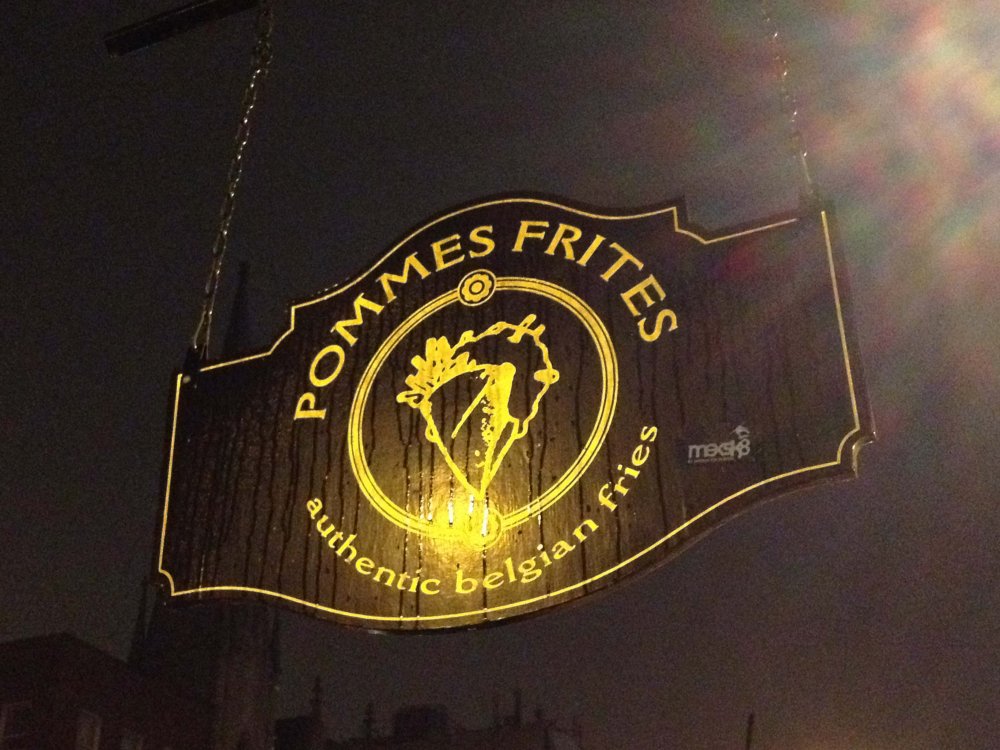 POMMES FRITES
authentic belgian fries